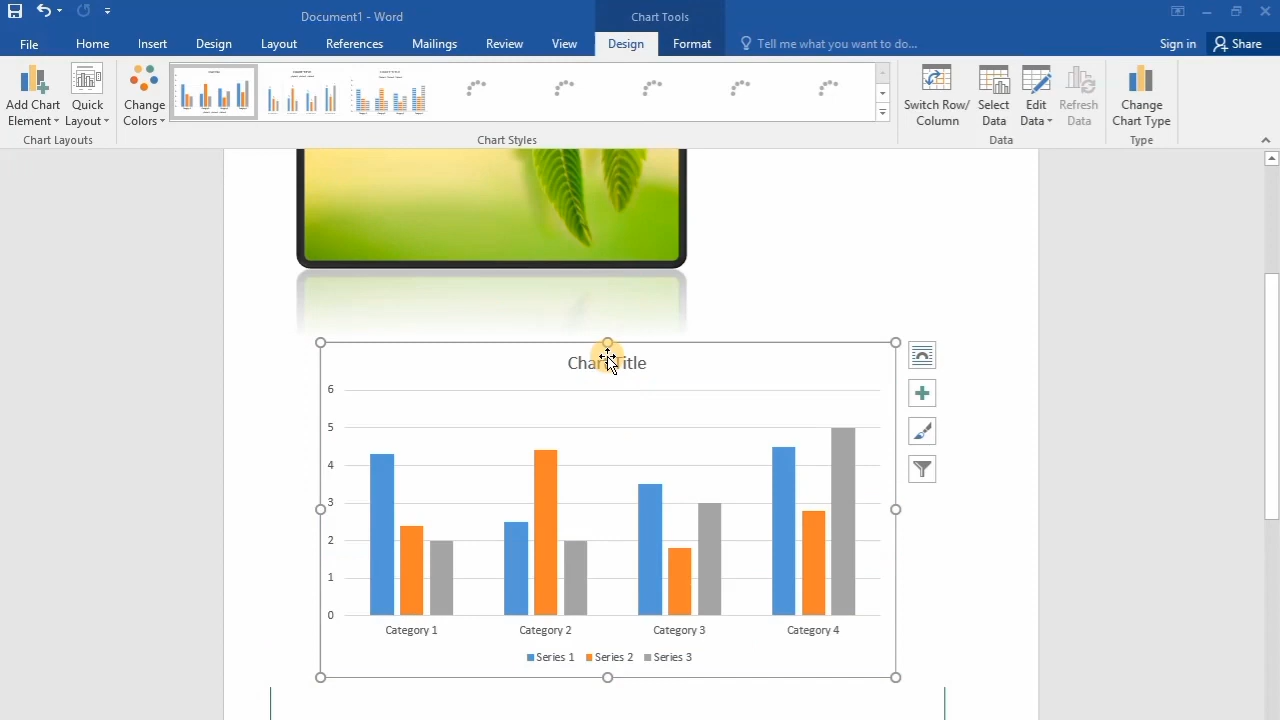 Document1 - Word
Chart Tools
File Home Insert Design Layout References Mailings Review View Design Format Tell me what you want to do... Sign in Share
Add Chart Element
Quick Layout
Change Colors
Switch Row/ Column
Select Data
Edit Data
Refresh Data
Change Chart Type
Chart Layouts Chart Styles Data Type
Chart Title
6
5
4
3
2
1
0
Category 1 Category 2 Category 3 Category 4
Series 1 Series 2 Series 3